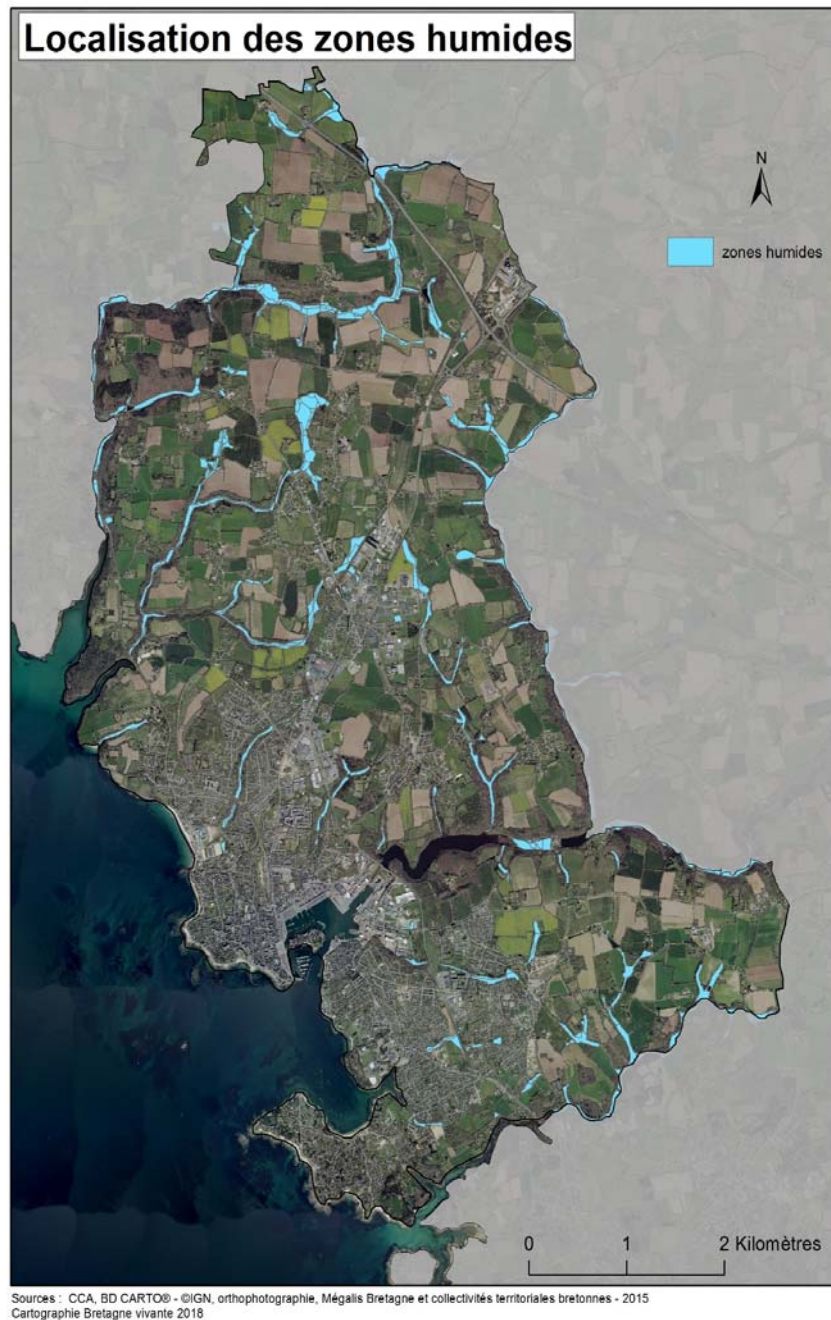 Localisation des zones humides
N
zones humides
0 1 2 Kilomètres
Sources : CCA, BD CARTO® - ©IGN, orthophotographie, Mégalis Bretagne et collectivités territoriales bretonnes - 2015
Cartographie Bretagne vivante 2018